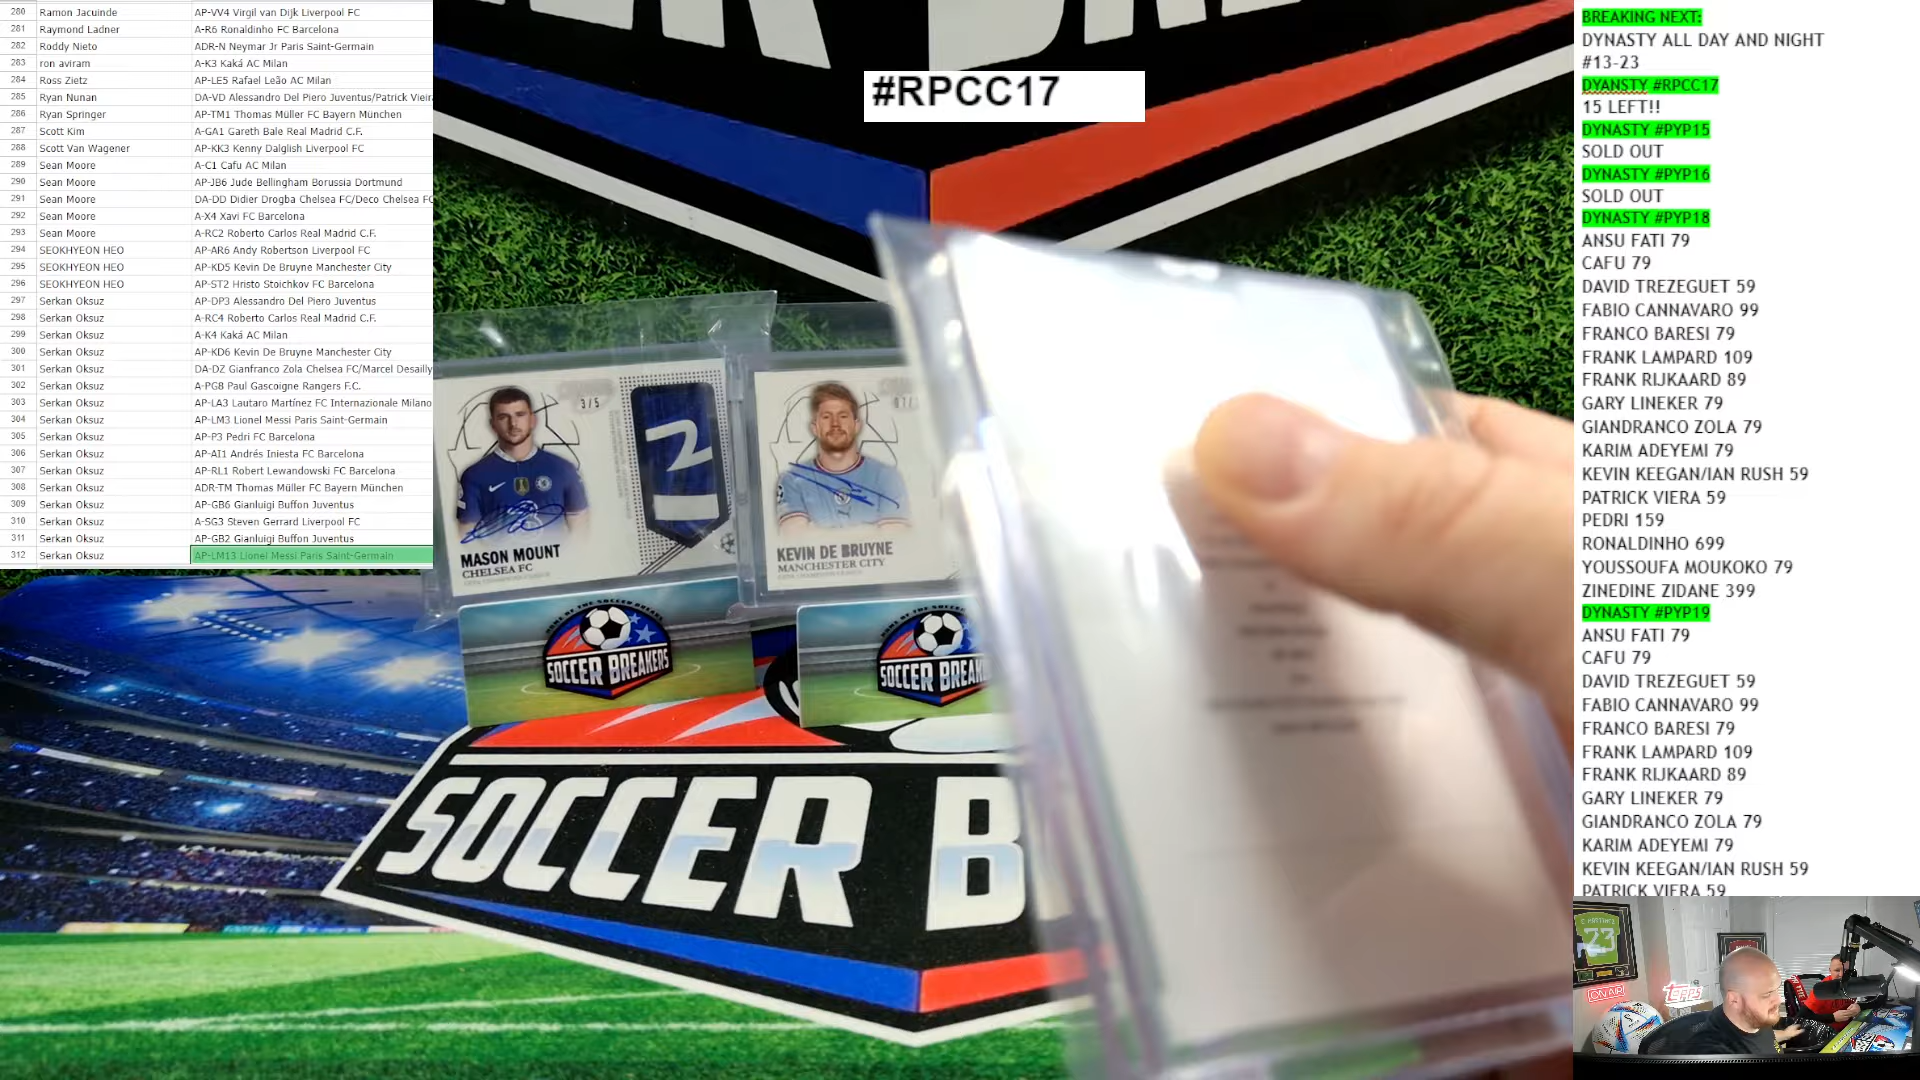 280 Ramon Jacuinde AP-VV4 Virgil van Dijk Liverpool FC
281 Raymond Ladner A-R6 Ronaldinho FC Barcelona
282 Roddy Nieto ADR-N Neymar Jr Paris Saint-Germain
283 ron aviram A-K3 Kaká AC Milan
284 Ross Zietz AP-LE5 Rafael Leão AC Milan
285 Ryan Nunan DA-VD Alessandro Del Piero Juventus/Patrick Vieir
286 Ryan Springer AP-TM1 Thomas Müller FC Bayern München
287 Scott Kim A-GA1 Gareth Bale Real Madrid C.F.
288 Scott Van Wagener AP-KK3 Kenny Dalglish Liverpool FC
289 Sean Moore A-C1 Cafu AC Milan
290 Sean Moore AP-JB6 Jude Bellingham Borussia Dortmund
291 Sean Moore DA-DD Didier Drogba Chelsea FC/Deco Chelsea FC
292 Sean Moore A-X4 Xavi FC Barcelona
293 Sean Moore A-RC2 Roberto Carlos Real Madrid C.F.
294 SEOKHYEON HEO AP-AR6 Andy Robertson Liverpool FC
295 SEOKHYEON HEO AP-KD5 Kevin De Bruyne Manchester City
296 SEOKHYEON HEO AP-ST2 Hristo Stoichkov FC Barcelona
297 Serkan Oksuz AP-DP3 Alessandro Del Piero Juventus
298 Serkan Oksuz A-RC4 Roberto Carlos Real Madrid C.F.
299 Serkan Oksuz A-K4 Kaká AC Milan
300 Serkan Oksuz AP-KD6 Kevin De Bruyne Manchester City
301 Serkan Oksuz DA-DZ Gianfranco Zola Chelsea FC/Marcel Desailly
302 Serkan Oksuz A-PG8 Paul Gascoigne Rangers F.C.
303 Serkan Oksuz AP-LA3 Lautaro Martínez FC Internazionale Milano
304 Serkan Oksuz AP-LM3 Lionel Messi Paris Saint-Germain
305 Serkan Oksuz AP-P3 Pedri FC Barcelona
306 Serkan Oksuz AP-AI1 Andrés Iniesta FC Barcelona
307 Serkan Oksuz AP-RL1 Robert Lewandowski FC Barcelona
308 Serkan Oksuz ADR-TM Thomas Müller FC Bayern München
309 Serkan Oksuz AP-GB6 Gianluigi Buffon Juventus
310 Serkan Oksuz A-SG3 Steven Gerrard Liverpool FC
311 Serkan Oksuz AP-GB2 Gianluigi Buffon Juventus
312 Serkan Oksuz AP-LM13 Lionel Messi Paris Saint-Germain
#RPCC17
3/5
MASON MOUNT
CHELSEA FC
KEVIN DE BRUYNE
MANCHESTER CITY
SOCCER BREAKERS
SOCCER BREAK
SOCCER B
BREAKING NEXT:
DYNASTY ALL DAY AND NIGHT
#13-23
DYANSTY #RPCC17
15 LEFT!!
DYNASTY #PYP15
SOLD OUT
DYNASTY #PYP16
SOLD OUT
DYNASTY #PYP18
ANSU FATI 79
CAFU 79
DAVID TREZEGUET 59
FABIO CANNAVARO 99
FRANCO BARESI 79
FRANK LAMPARD 109
FRANK RIJKAARD 89
GARY LINEKER 79
GIANDRANCO ZOLA 79
KARIM ADEYEMI 79
KEVIN KEEGAN/IAN RUSH 59
PATRICK VIERA 59
PEDRI 159
RONALDINHO 699
YOUSSOUFA MOUKOKO 79
ZINEDINE ZIDANE 399
DYNASTY #PYP19
ANSU FATI 79
CAFU 79
DAVID TREZEGUET 59
FABIO CANNAVARO 99
FRANCO BARESI 79
FRANK LAMPARD 109
FRANK RIJKAARD 89
GARY LINEKER 79
GIANDRANCO ZOLA 79
KARIM ADEYEMI 79
KEVIN KEEGAN/IAN RUSH 59
PATRICK VIERA 59
23
ON AIR
topps